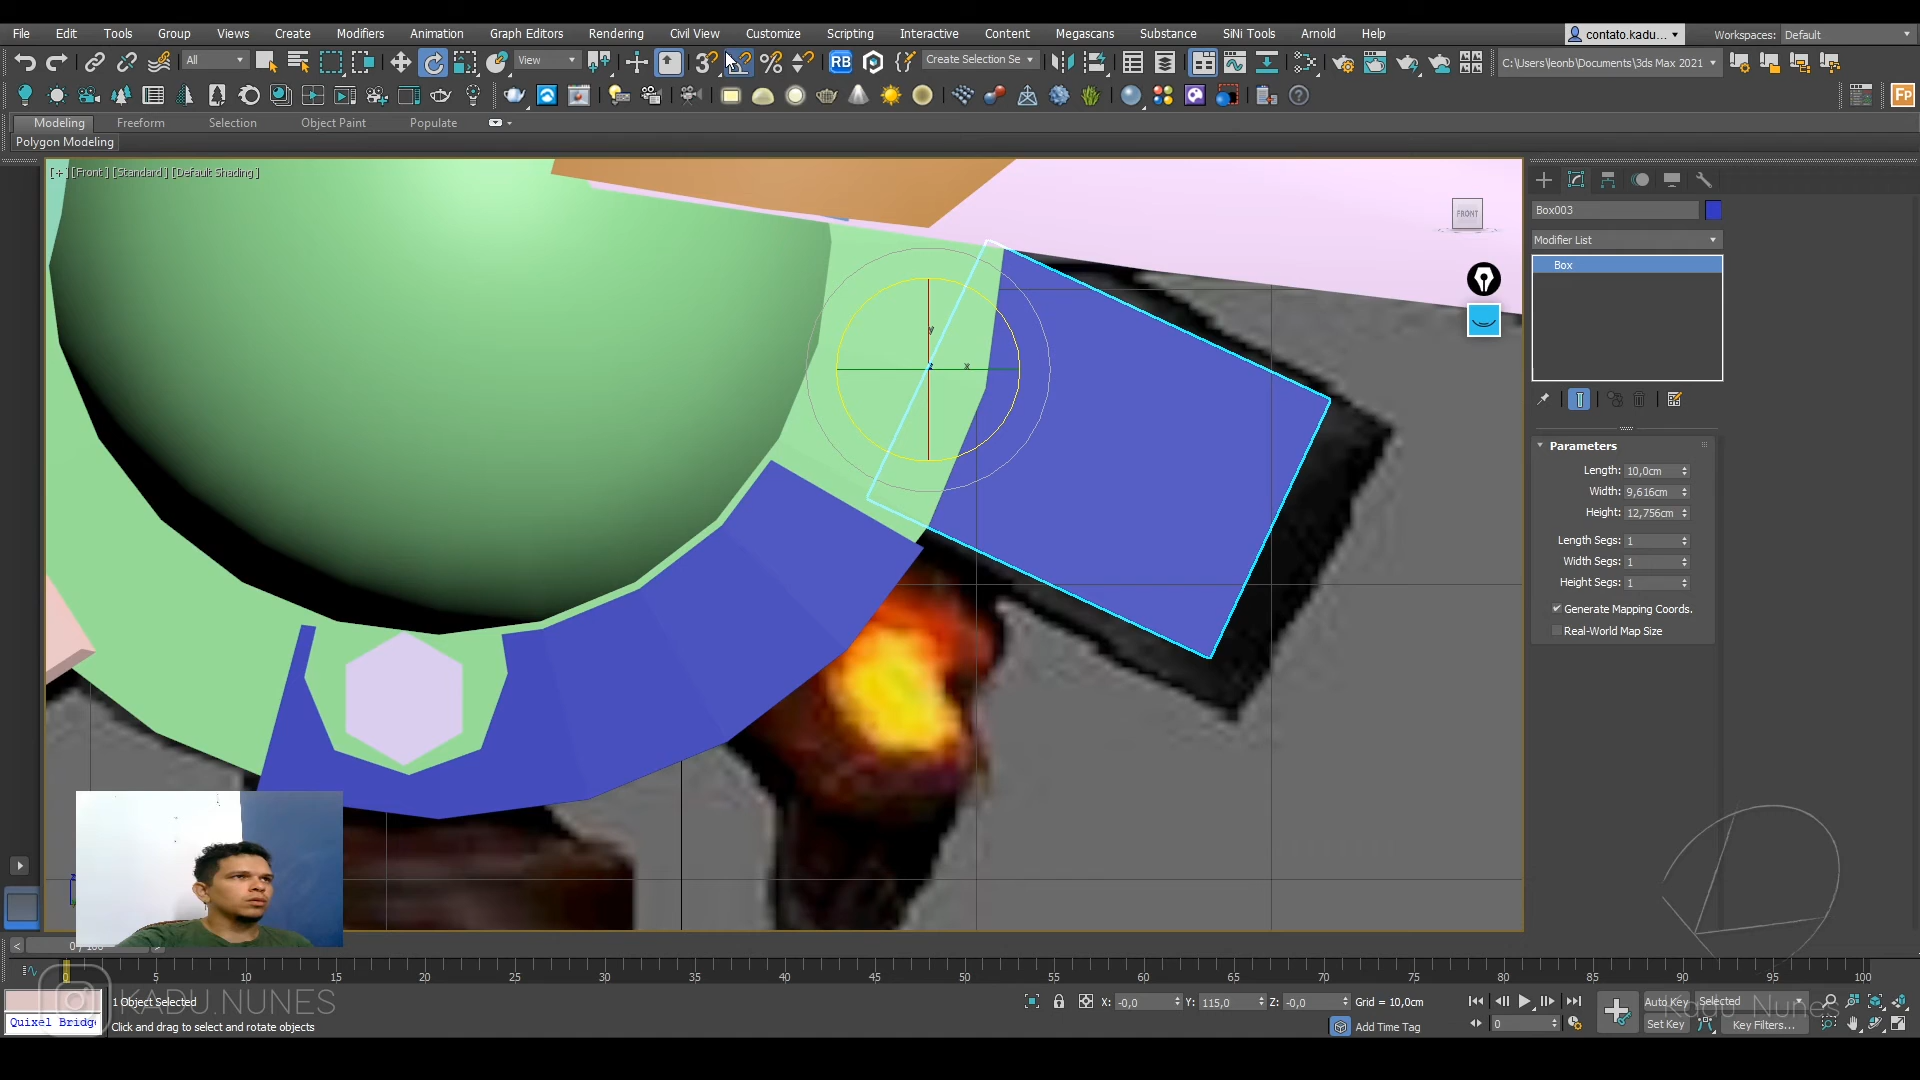 File Edit Tools Group Views Create Modifiers Animation Graph Editors Rendering Civil View Customize Scripting Interactive Content Megascans Substance SiNi Tools Arnold Help contato.kadu... Workspaces: Default
All View Create Selection Se C:\Users\leonb\Documents\3ds Max 2021
RB
Fp
Modeling Freeform Selection Object Paint Populate
Polygon Modeling
[+] [Front] [Standard] [Default Shading]
FRONT
y
x
Box003
Modifier List
Box
Parameters
Length: 10,0cm
Width: 9,616cm
Height: 12,756cm
Length Segs: 1
Width Segs: 1
Height Segs: 1
Generate Mapping Coords.
Real-World Map Size
0 5 10 15 20 25 30 35 40 45 50 55 60 65 70 75 80 85 90 95 100
KADU.NUNES
1 Object Selected X: -0,0 Y: 115,0 Z: -0,0 Grid = 10,0cm Auto Key Selected
Kadu Nunes
Quixel Bridg Click and drag to select and rotate objects Add Time Tag 0 Set Key Key Filters...